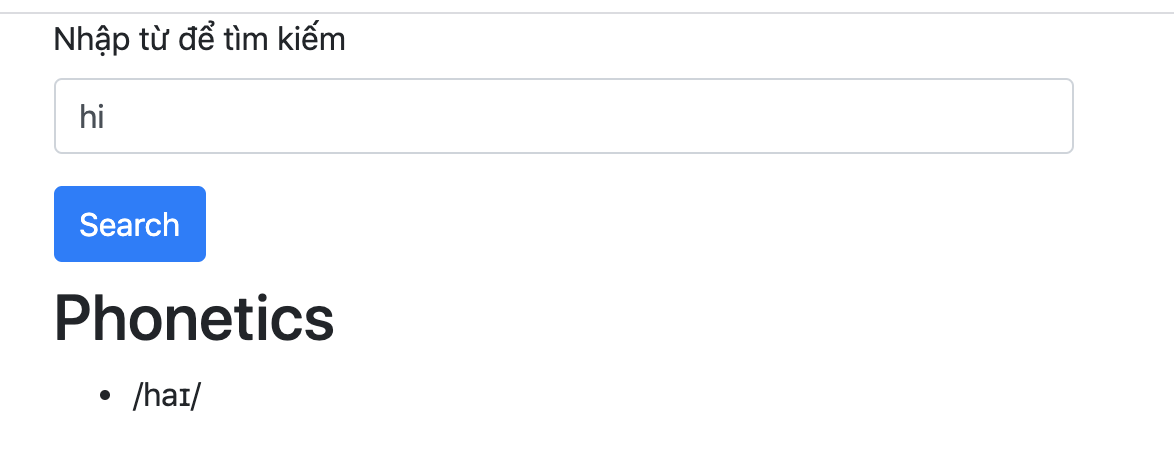 Nhập từ để tìm kiếm
hi
Search
Phonetics
/haɪ/